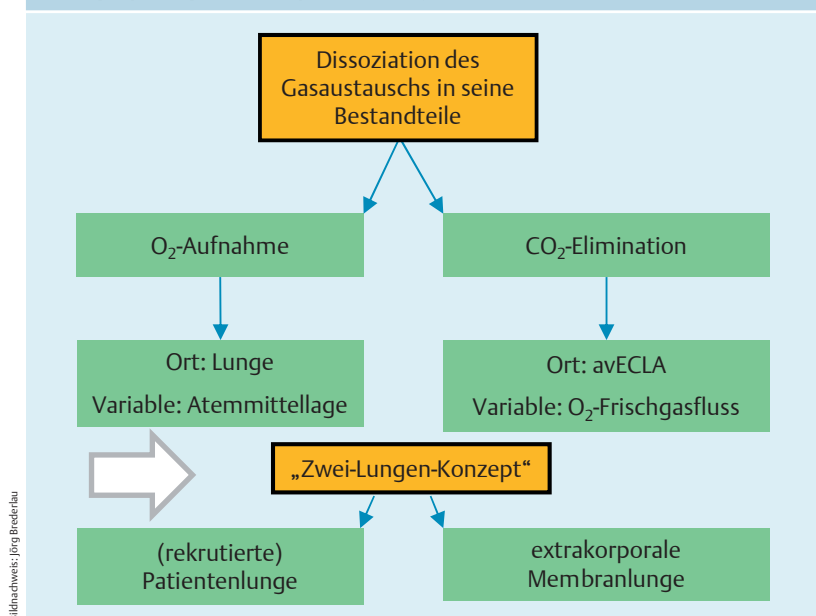 Dissoziation des
Gasaustauschs in seine
Bestandteile
O₂-Aufnahme
CO₂-Elimination
Ort: Lunge
Variable: Atemmittellage
Ort: avECLA
Variable: O₂-Frischgasfluss
„Zwei-Lungen-Konzept“
(rekrutierte)
Patientenlunge
extrakorporale
Membranlunge
ildnachweis: Jörg Brederlau